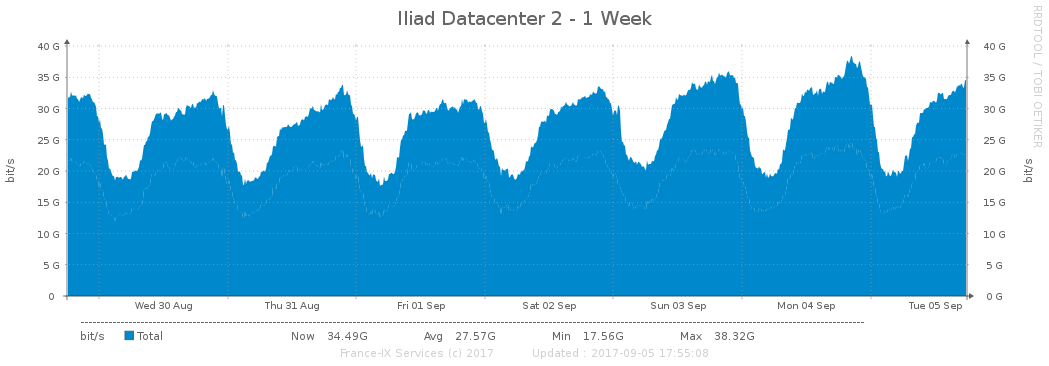 Iliad Datacenter 2 - 1 Week
RRDTOOL / TOBI OETIKER
40 G 40 G
35 G 35 G
30 G 30 G
25 G 25 G
20 G 20 G
15 G 15 G
10 G 10 G
5 G 5 G
0 0 G
bit/s bit/s
Wed 30 Aug Thu 31 Aug Fri 01 Sep Sat 02 Sep Sun 03 Sep Mon 04 Sep Tue 05 Sep
bit/s Total Now 34.49G Avg 27.57G Min 17.56G Max 38.32G
France-IX Services (c) 2017 Updated : 2017-09-05 17:55:08